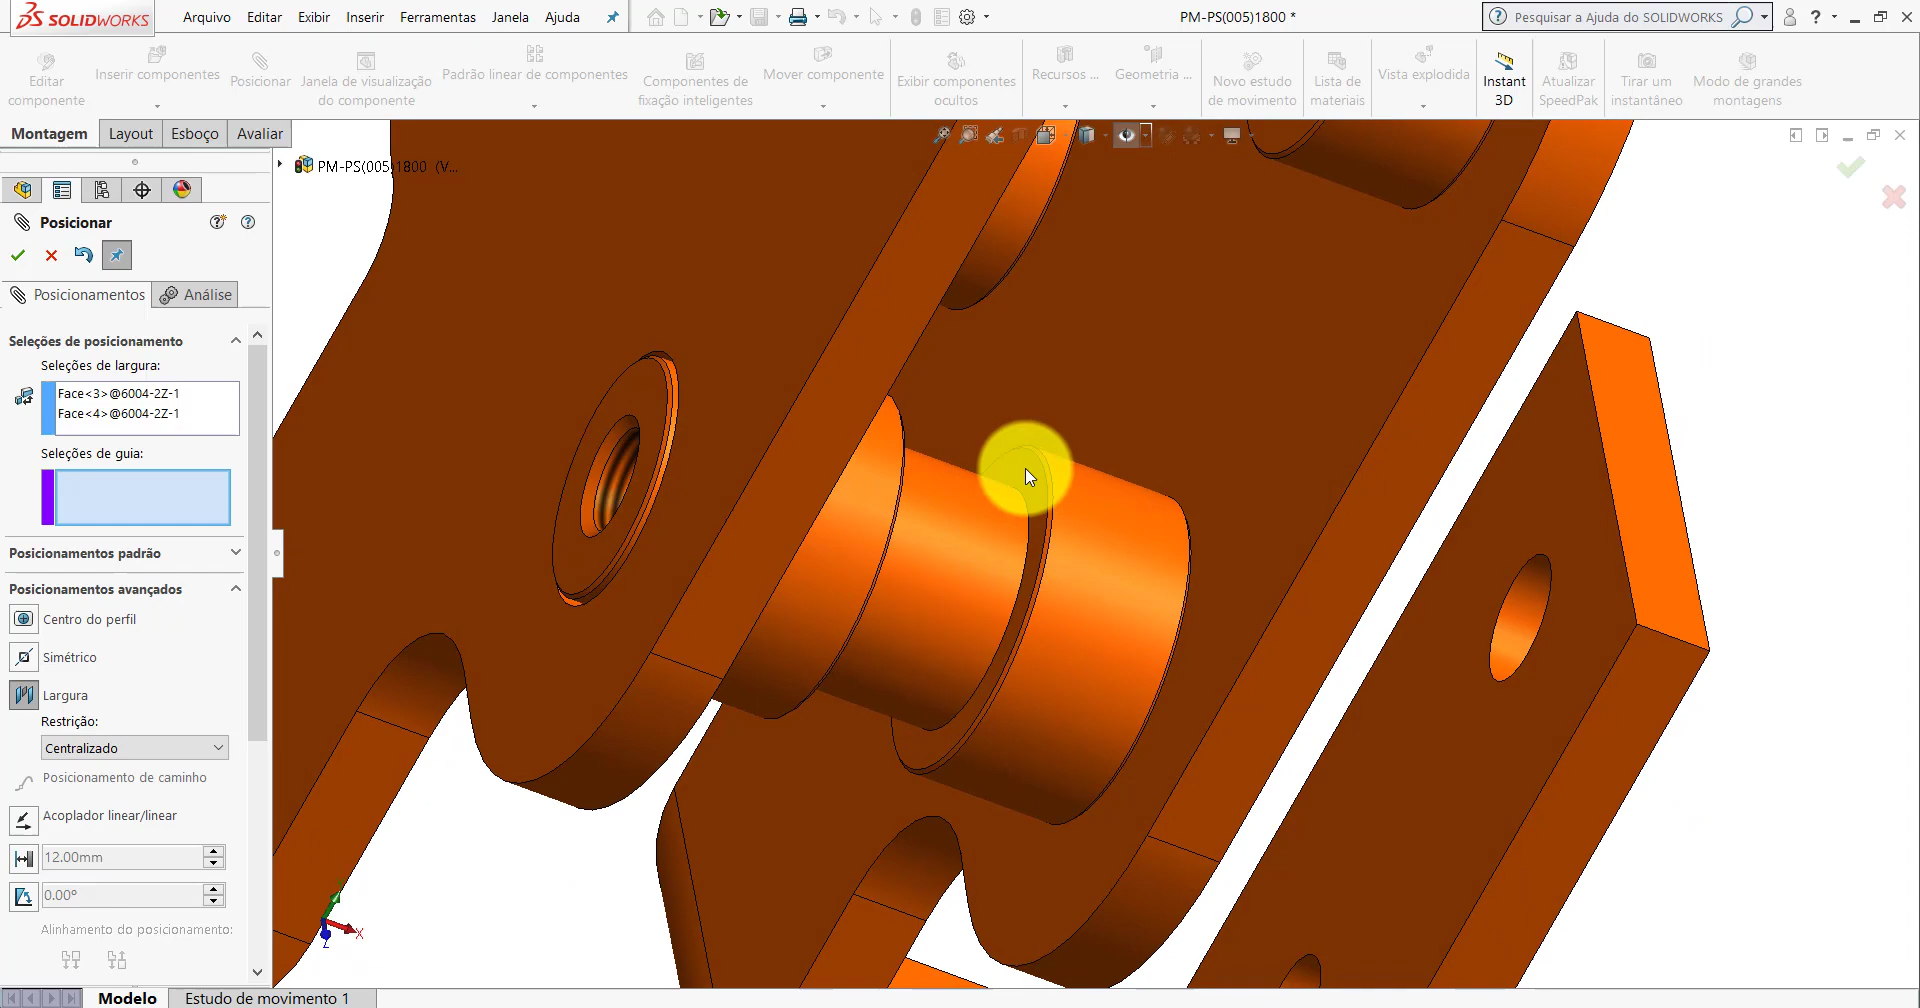 SOLIDWORKS
Arquivo Editar Exibir Inserir Ferramentas Janela Ajuda
PM-PS(005)1800 *
Pesquisar a Ajuda do SOLIDWORKS
Editar componente
Inserir componentes
Posicionar
Janela de visualização do componente
Padrão linear de componentes
Componentes de fixação inteligentes
Mover componente
Exibir componentes ocultos
Recursos ...
Geometria ...
Novo estudo de movimento
Lista de materiais
Vista explodida
Instant 3D
Atualizar SpeedPak
Tirar um instantâneo
Modo de grandes montagens
Montagem Layout Esboço Avaliar
PM-PS(005)1800 (V...
Posicionar
Posicionamentos Análise
Seleções de posicionamento
Seleções de largura:
Face<3>@6004-2Z-1
Face<4>@6004-2Z-1
Seleções de guia:
Posicionamentos padrão
Posicionamentos avançados
Centro do perfil
Simétrico
Largura
Restrição:
Centralizado
Posicionamento de caminho
Acoplador linear/linear
12.00mm
0.00°
Alinhamento do posicionamento:
X
Z
Modelo Estudo de movimento 1